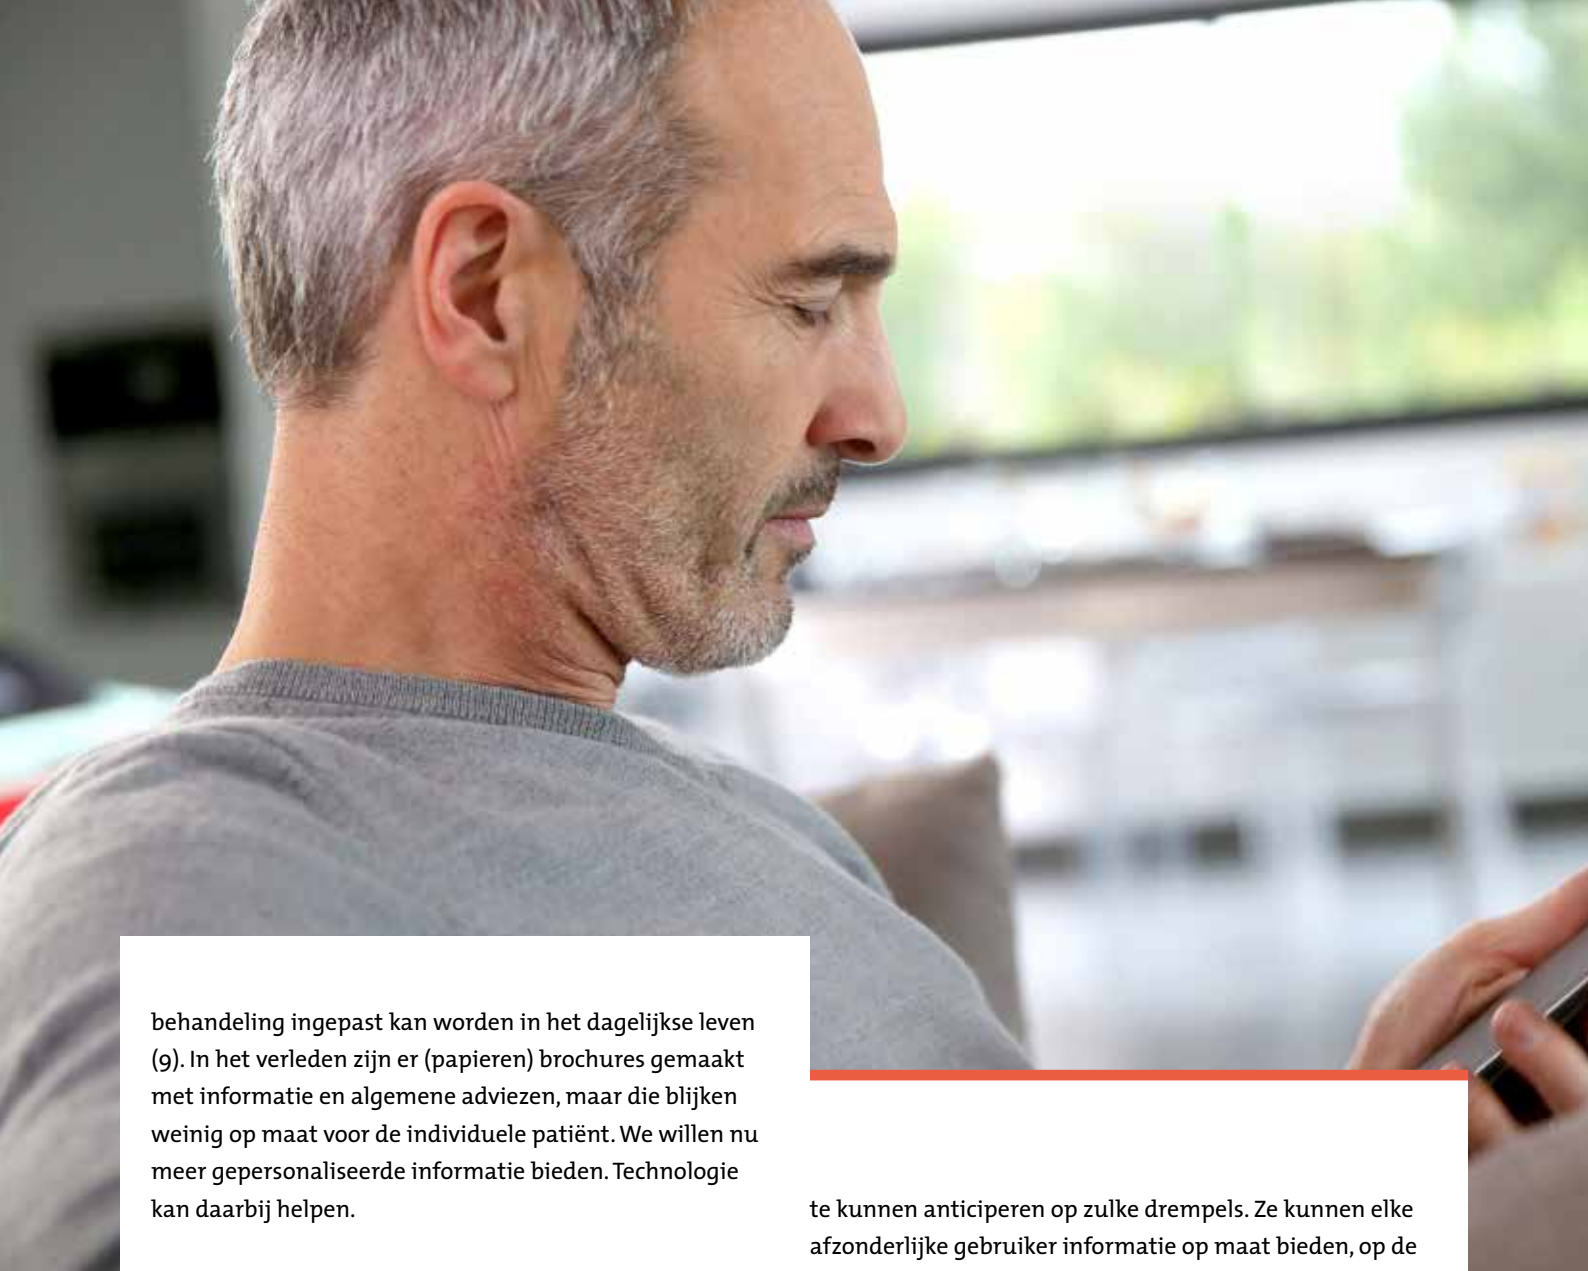 behandeling ingepast kan worden in het dagelijkse leven
(9). In het verleden zijn er (papieren) brochures gemaakt
met informatie en algemene adviezen, maar die blijken
weinig op maat voor de individuele patiënt. We willen nu
meer gepersonaliseerde informatie bieden. Technologie
kan daarbij helpen.
te kunnen anticiperen op zulke drempels. Ze kunnen elke
afzonderlijke gebruiker informatie op maat bieden, op de